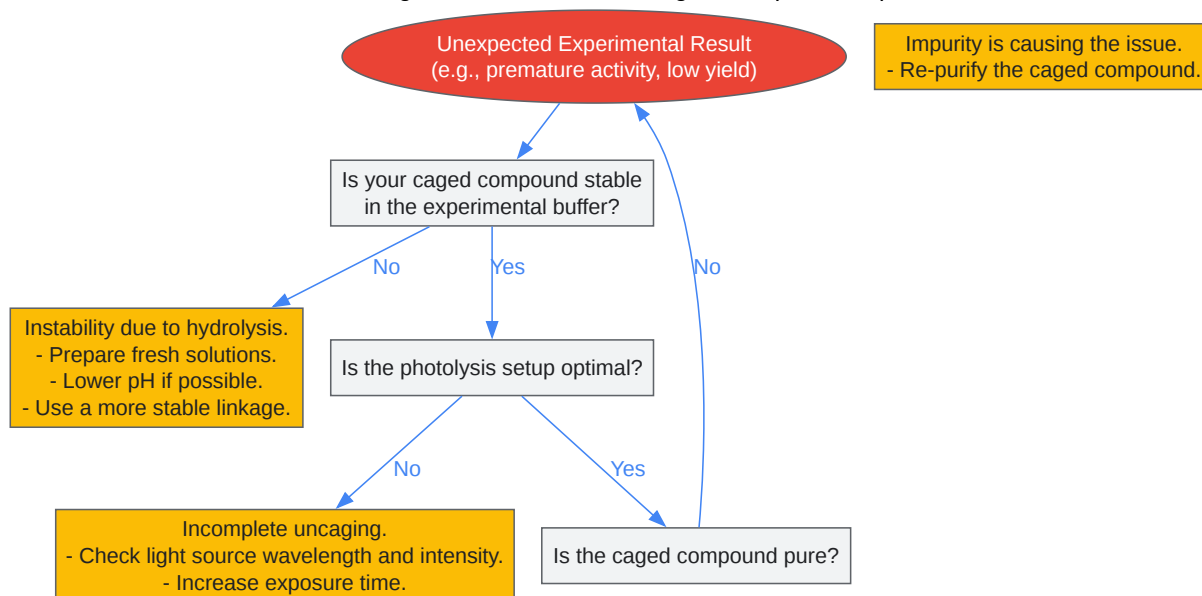 Unexpected Experimental Result
(e.g., premature activity, low yield)
Impurity is causing the issue.
- Re-purify the caged compound.
Is your caged compound stable
in the experimental buffer?
No
Yes
No
Instability due to hydrolysis.
- Prepare fresh solutions.
- Lower pH if possible.
- Use a more stable linkage.
Is the photolysis setup optimal?
No
Yes
Incomplete uncaging.
- Check light source wavelength and intensity.
- Increase exposure time.
Is the caged compound pure?